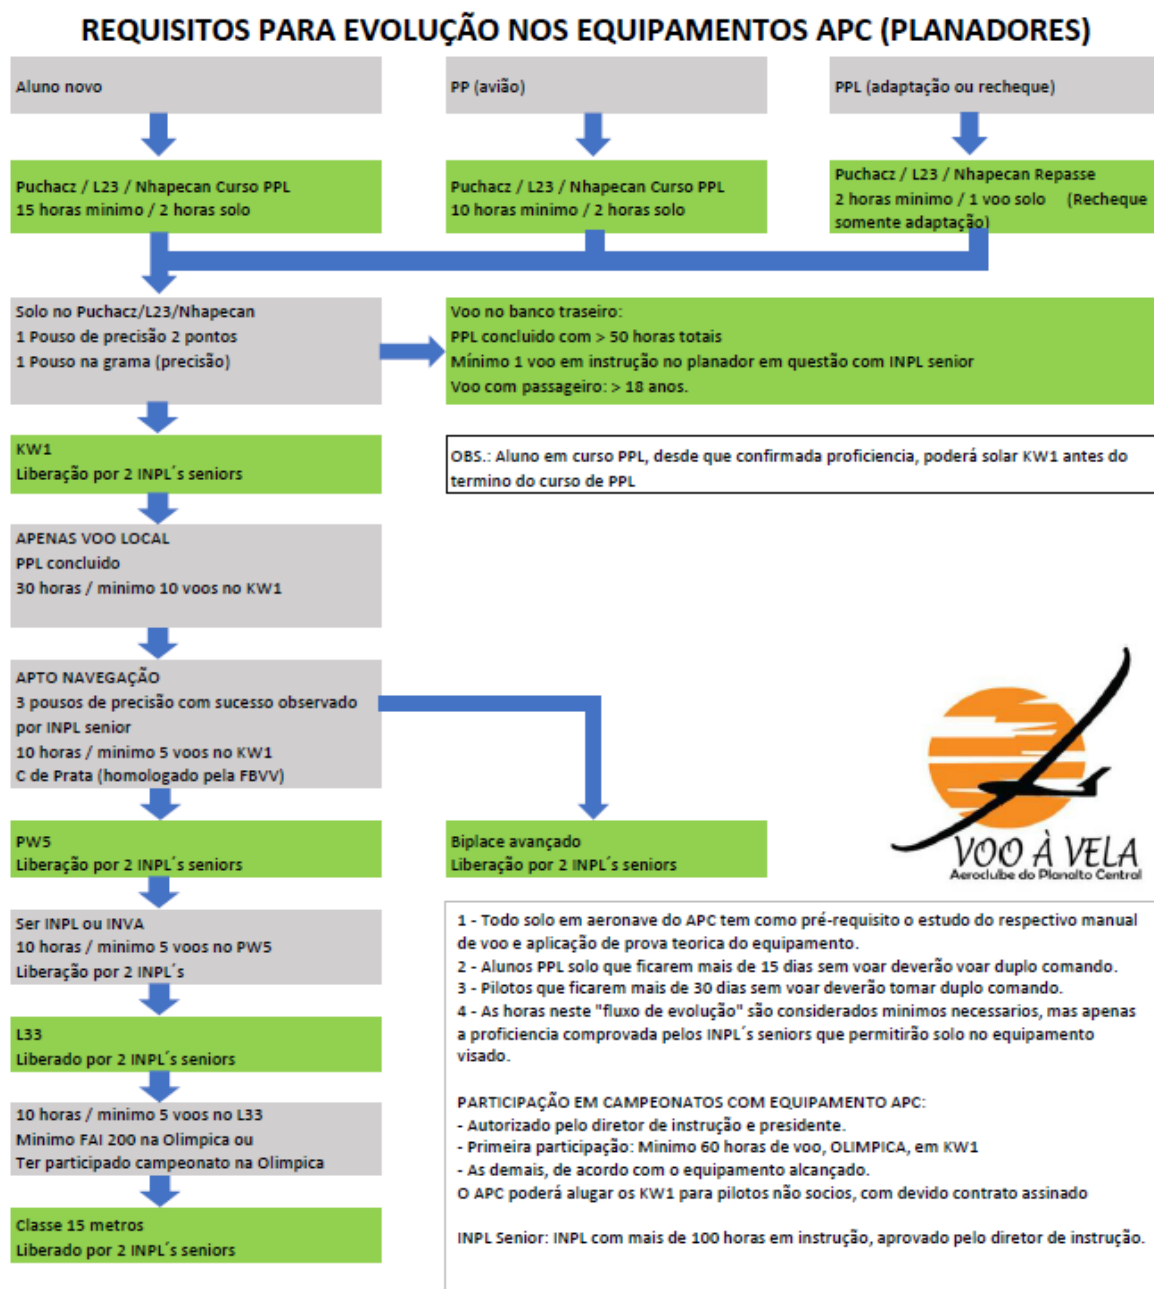 REQUISITOS PARA EVOLUÇÃO NOS EQUIPAMENTOS APC (PLANADORES)
Aluno novo
PP (avião)
PPL (adaptação ou recheque)
Puchacz / L23 / Nhapecan Curso PPL
15 horas minimo / 2 horas solo
Puchacz / L23 / Nhapecan Curso PPL
10 horas minimo / 2 horas solo
Puchacz / L23 / Nhapecan Repasse
2 horas minimo / 1 voo solo (Recheque
somente adaptação)
Solo no Puchacz/L23/Nhapecan
1 Pouso de precisão 2 pontos
1 Pouso na grama (precisão)
Voo no banco traseiro:
PPL concluido com > 50 horas totais
Mínimo 1 voo em instrução no planador em questão com INPL senior
Voo com passageiro: > 18 anos.
KW1
Liberação por 2 INPL´s seniors
OBS.: Aluno em curso PPL, desde que confirmada proficiencia, poderá solar KW1 antes do
termino do curso de PPL
APENAS VOO LOCAL
PPL concluido
30 horas / minimo 10 voos no KW1
APTO NAVEGAÇÃO
3 pousos de precisão com sucesso observado
por INPL senior
10 horas / minimo 5 voos no KW1
C de Prata (homologado pela FBVV)
PW5
Liberação por 2 INPL´s seniors
Biplace avançado
Liberação por 2 INPL´s seniors
VOO À VELA
Aeroclube do Planalto Central
Ser INPL ou INVA
10 horas / minimo 5 voos no PW5
Liberação por 2 INPL´s
L33
Liberado por 2 INPL´s seniors
10 horas / minimo 5 voos no L33
Minimo FAI 200 na Olimpica ou
Ter participado campeonato na Olimpica
Classe 15 metros
Liberado por 2 INPL´s seniors
1 - Todo solo em aeronave do APC tem como pré-requisito o estudo do respectivo manual
de voo e aplicação de prova teorica do equipamento.
2 - Alunos PPL solo que ficarem mais de 15 dias sem voar deverão voar duplo comando.
3 - Pilotos que ficarem mais de 30 dias sem voar deverão tomar duplo comando.
4 - As horas neste "fluxo de evolução" são considerados minimos necessarios, mas apenas
a proficiencia comprovada pelos INPL´s seniors que permitirão solo no equipamento
visado.
PARTICIPAÇÃO EM CAMPEONATOS COM EQUIPAMENTO APC:
- Autorizado pelo diretor de instrução e presidente.
- Primeira participação: Minimo 60 horas de voo, OLIMPICA, em KW1
- As demais, de acordo com o equipamento alcançado.
O APC poderá alugar os KW1 para pilotos não socios, com devido contrato assinado
INPL Senior: INPL com mais de 100 horas em instrução, aprovado pelo diretor de instrução.